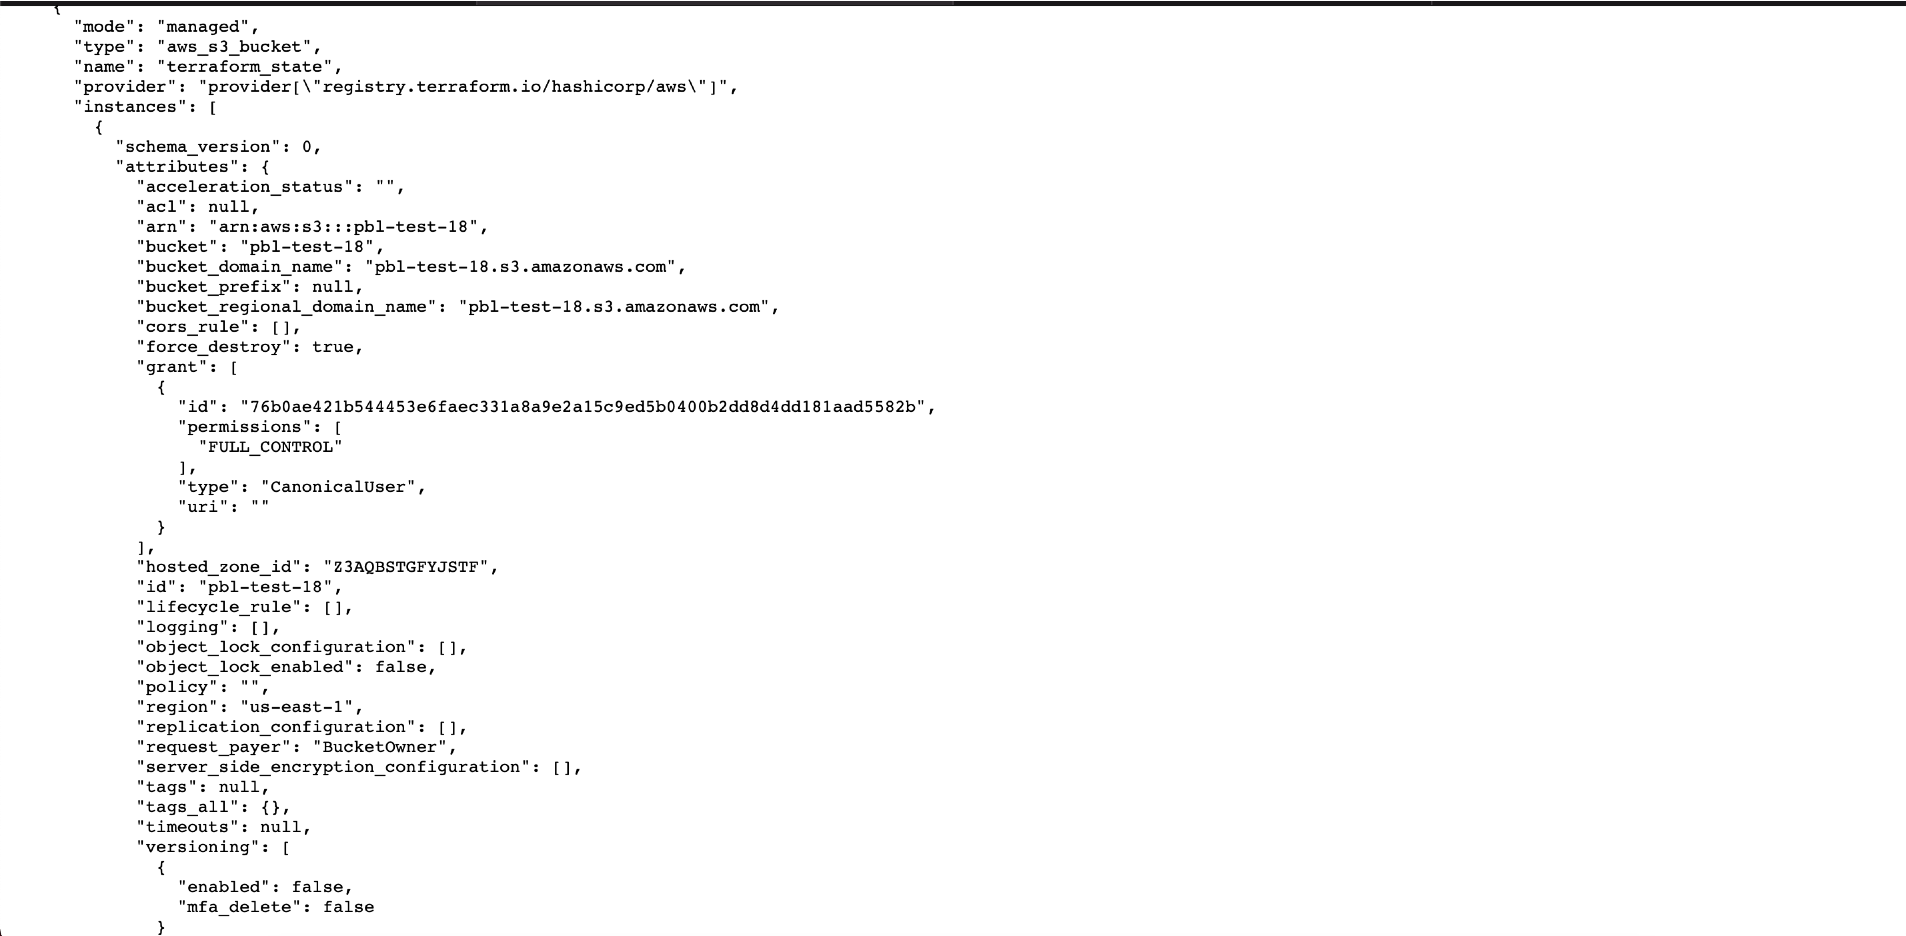 {
"mode": "managed",
"type": "aws_s3_bucket",
"name": "terraform_state",
"provider": "provider[\"registry.terraform.io/hashicorp/aws\"]",
"instances": [
{
"schema_version": 0,
"attributes": {
"acceleration_status": "",
"acl": null,
"arn": "arn:aws:s3:::pbl-test-18",
"bucket": "pbl-test-18",
"bucket_domain_name": "pbl-test-18.s3.amazonaws.com",
"bucket_prefix": null,
"bucket_regional_domain_name": "pbl-test-18.s3.amazonaws.com",
"cors_rule": [],
"force_destroy": true,
"grant": [
{
"id": "76b0ae421b544453e6faec331a8a9e2a15c9ed5b0400b2dd8d4dd181aad5582b",
"permissions": [
"FULL_CONTROL"
],
"type": "CanonicalUser",
"uri": ""
}
],
"hosted_zone_id": "Z3AQBSTGFYJSTF",
"id": "pbl-test-18",
"lifecycle_rule": [],
"logging": [],
"object_lock_configuration": [],
"object_lock_enabled": false,
"policy": "",
"region": "us-east-1",
"replication_configuration": [],
"request_payer": "BucketOwner",
"server_side_encryption_configuration": [],
"tags": null,
"tags_all": {},
"timeouts": null,
"versioning": [
{
"enabled": false,
"mfa_delete": false
}